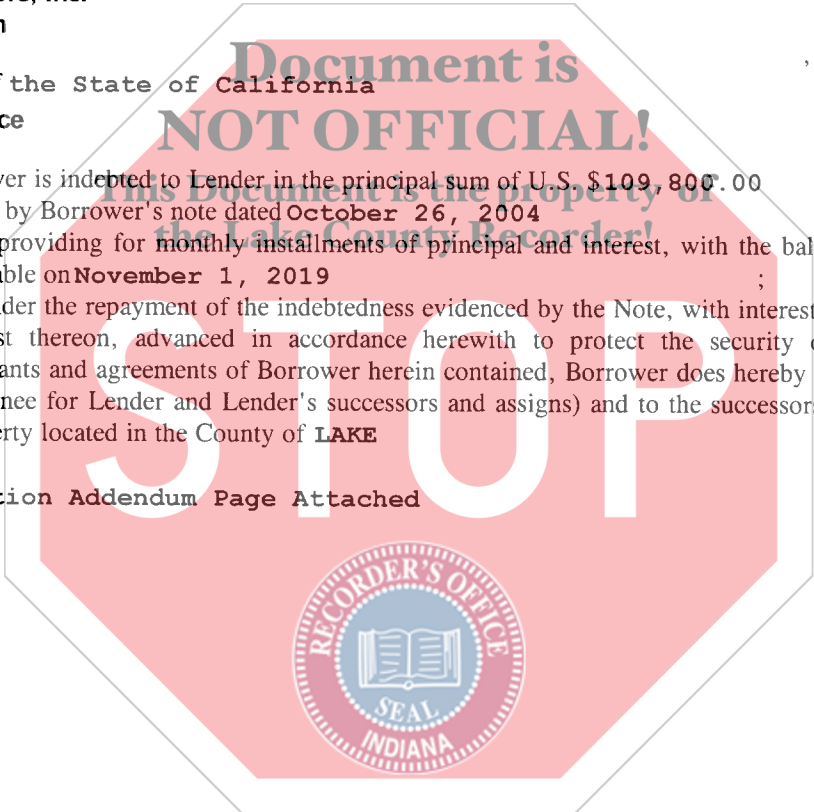 Document is
the State of California
NOT OFFICIAL!
ce
This Document is the property of
ver is indebted to Lender in the principal sum of U.S. $109,800.00
by Borrower's note dated October 26, 2004
the Lake County Recorder!
providing for monthly installments of principal and interest, with the bal
ble on November 1, 2019 ;
der the repayment of the indebtedness evidenced by the Note, with interest
st thereon, advanced in accordance herewith to protect the security
ants and agreements of Borrower herein contained, Borrower does hereby
nee for Lender and Lender's successors and assigns) and to the successor
rty located in the County of LAKE
STOP
tion Addendum Page Attached
RECORDER'S OFFICE
SEAL
INDIANA